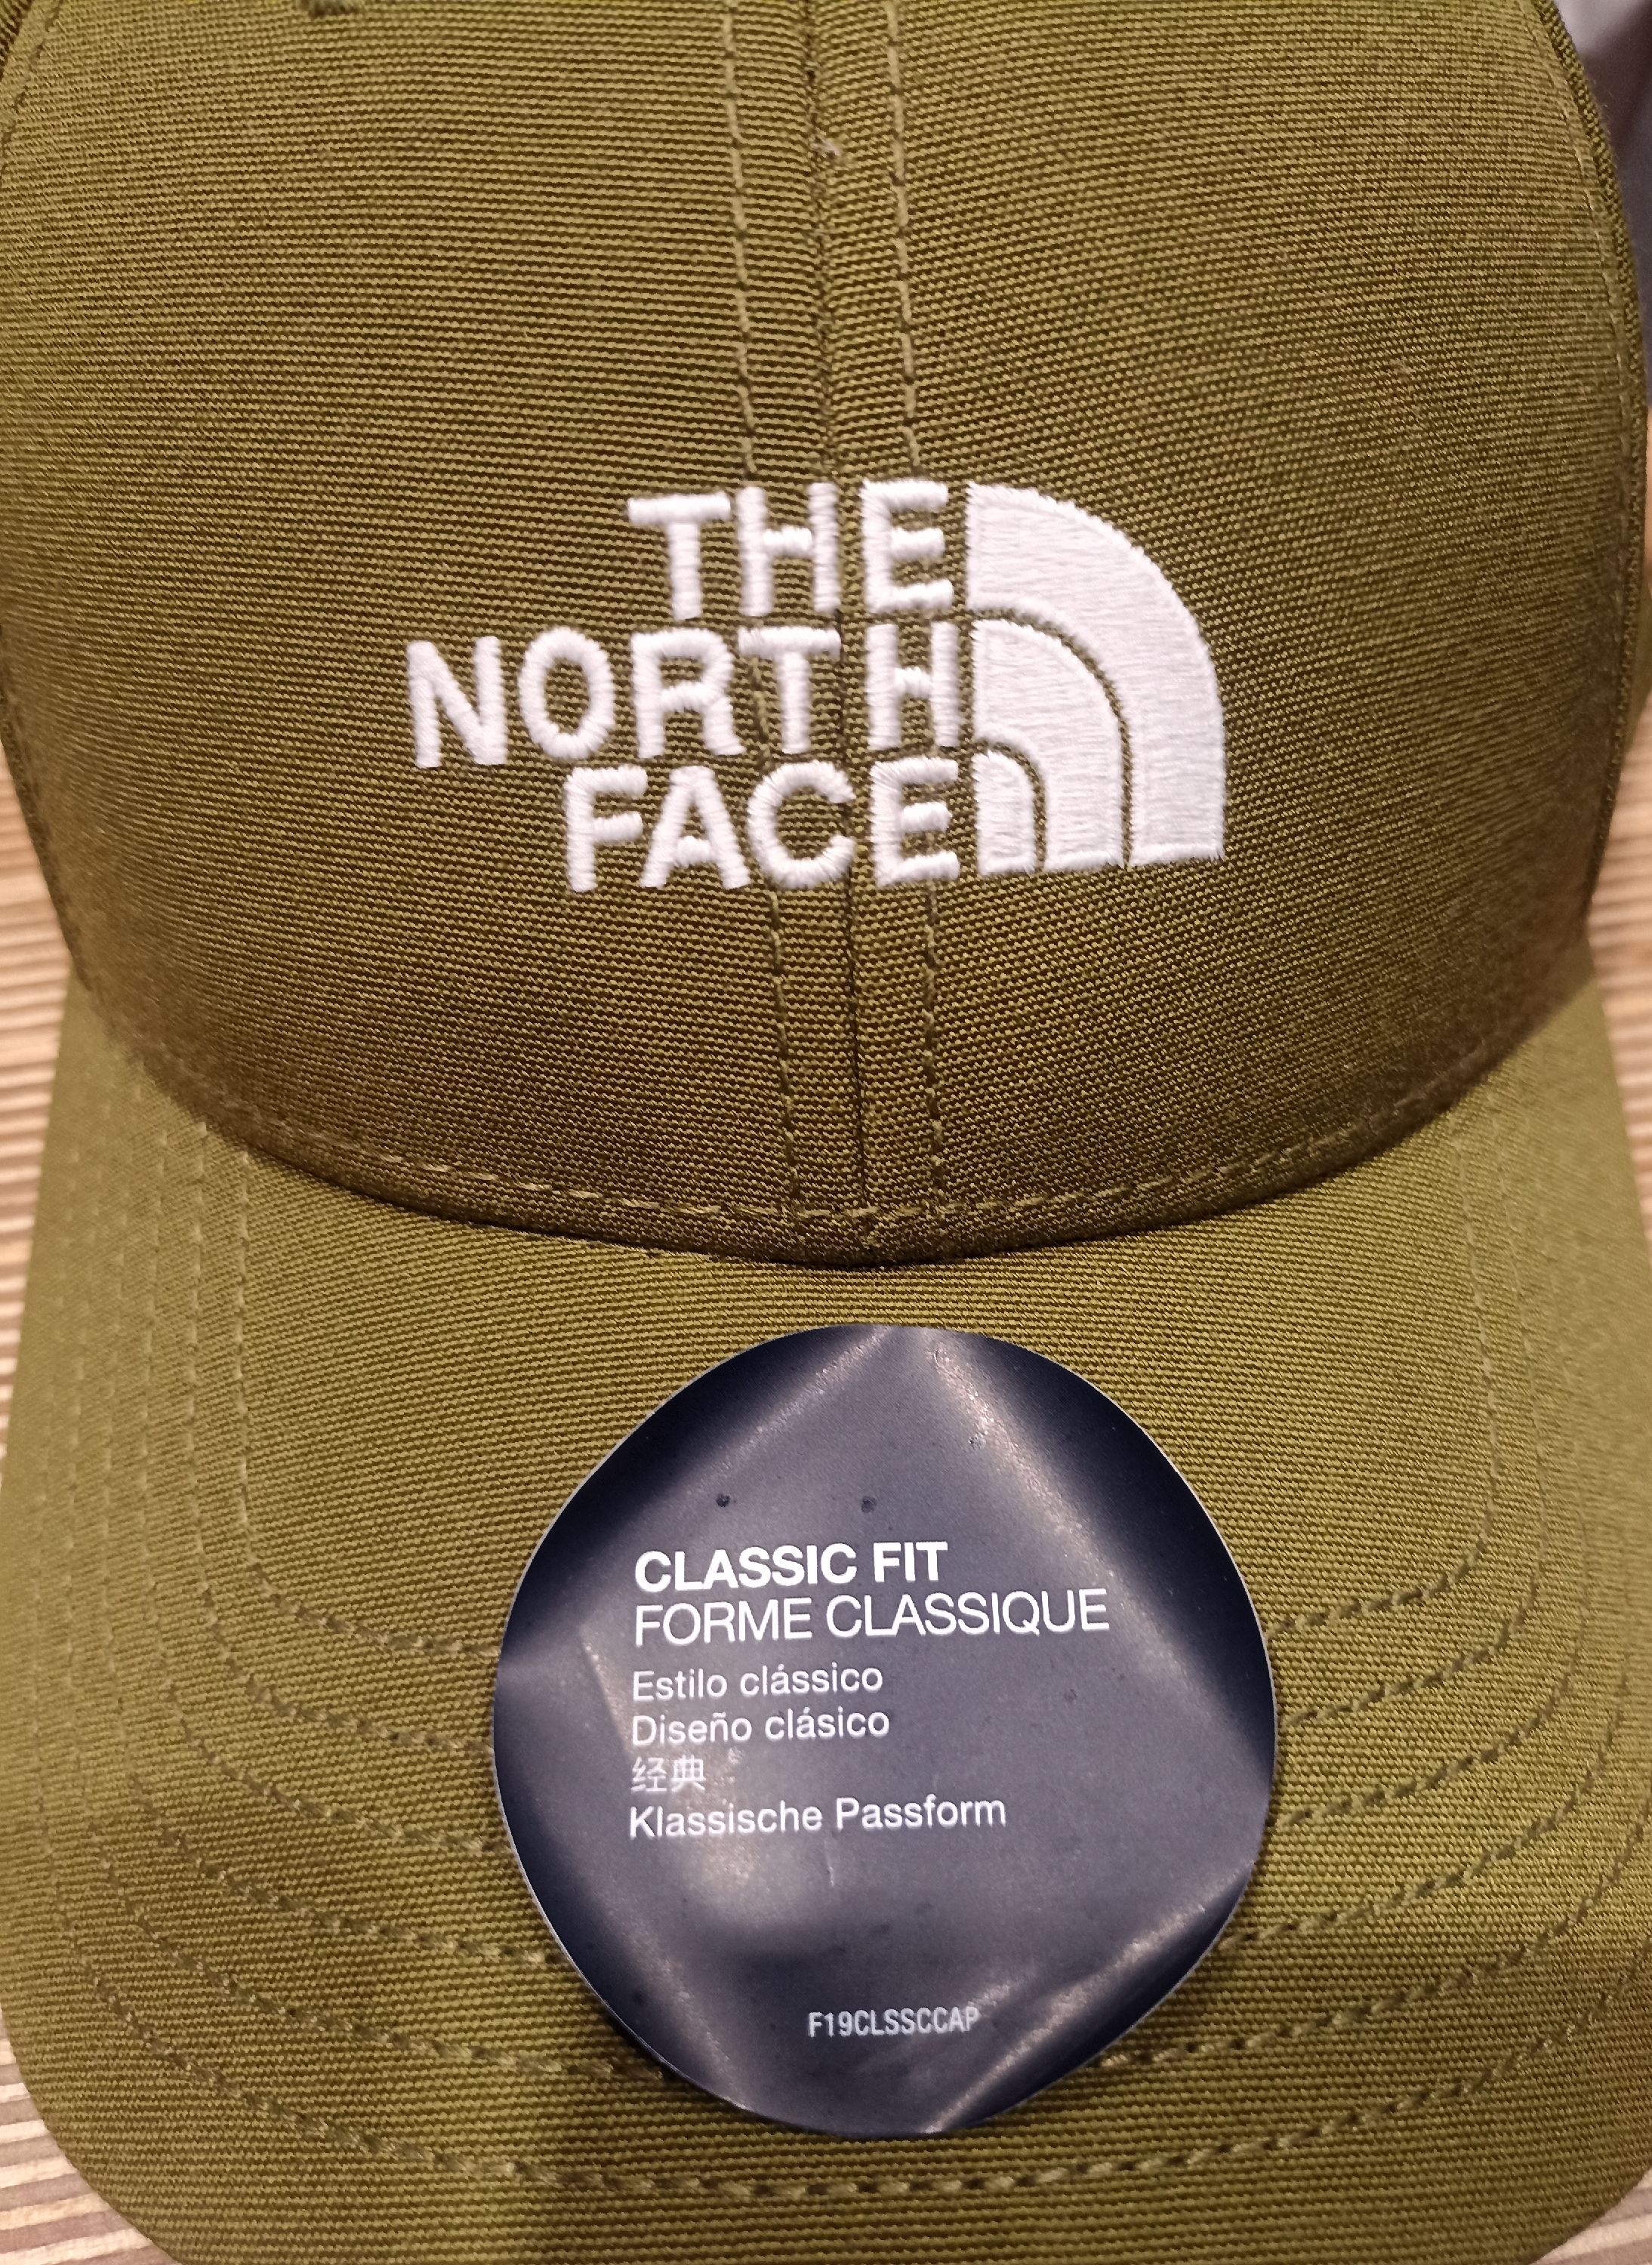 THE
NORTH
FACE
CLASSIC FIT
FORME CLASSIQUE
Estilo clássico
Diseño clásico
经典
Klassische Passform
F19CLSSCCAP